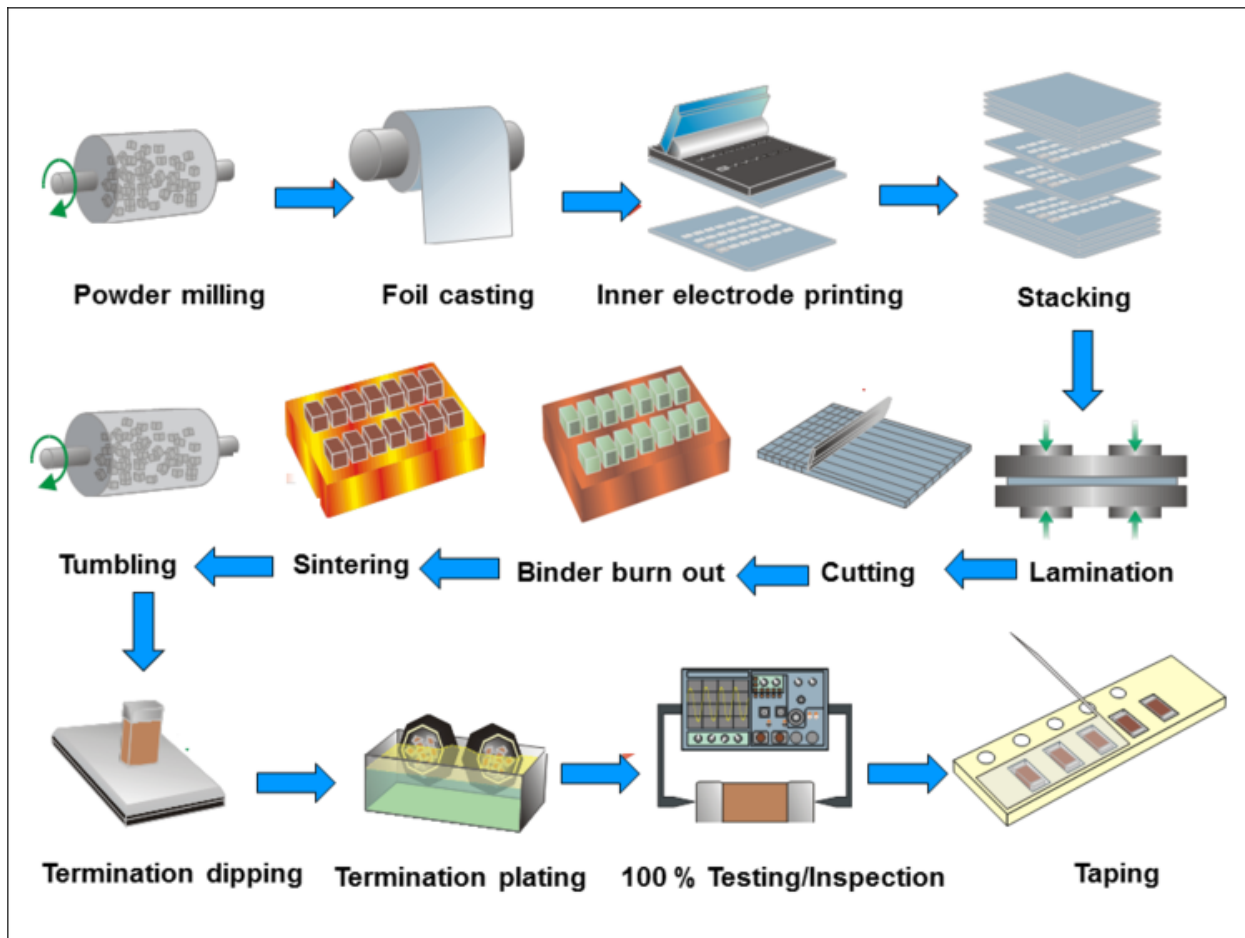 Powder milling
Foil casting
Inner electrode printing
Stacking
Tumbling
Sintering
Binder burn out
Cutting
Lamination
Termination dipping
Termination plating
100 % Testing/Inspection
Taping